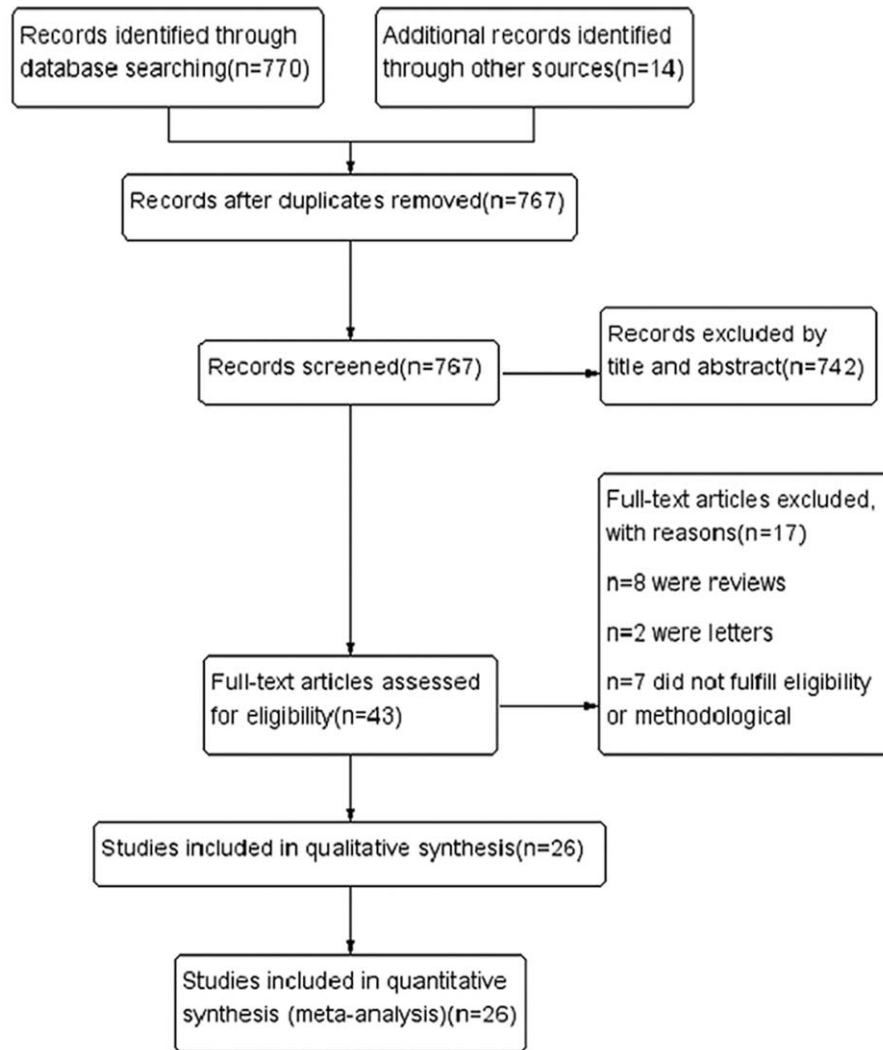 Records identified through
database searching(n=770)
Additional records identified
through other sources(n=14)
Records after duplicates removed(n=767)
Records screened(n=767)
Records excluded by
title and abstract(n=742)
Full-text articles excluded,
with reasons(n=17)
n=8 were reviews
n=2 were letters
n=7 did not fulfill eligibility
or methodological
Full-text articles assessed
for eligibility(n=43)
Studies included in qualitative synthesis(n=26)
Studies included in quantitative
synthesis (meta-analysis)(n=26)